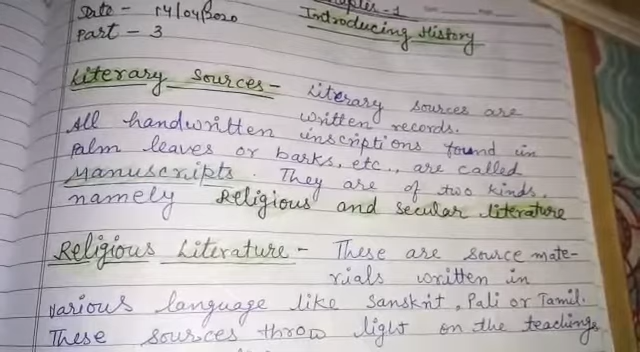 Date - 14/04/2020
Introducing History
Part - 3
Literary Sources - Literary sources are
written records.
All handwritten inscriptions found in
Palm leaves or barks, etc., are called
Manuscripts. They are of two kinds,
namely Religious and secular literature
Religious Literature - These are source mate-
rials written in
various language like Sanskrit, Pali or Tamil.
These sources throw light on the teachings